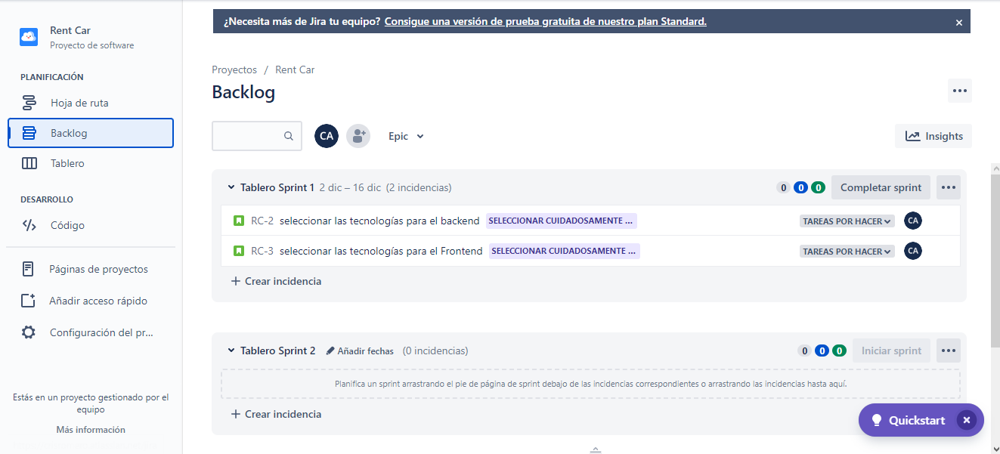 ¿Necesita más de Jira tu equipo? Consigue una versión de prueba gratuita de nuestro plan Standard.
Rent Car
Proyecto de software
PLANIFICACIÓN
Hoja de ruta
Backlog
Tablero
DESARROLLO
Código
Páginas de proyectos
Añadir acceso rápido
Configuración del pr...
Estás en un proyecto gestionado por el
equipo
Más información
Proyectos / Rent Car
Backlog
CA
Epic
Insights
Tablero Sprint 1 2 dic – 16 dic (2 incidencias) 0 0 0 Completar sprint
RC-2 seleccionar las tecnologías para el backend SELECCIONAR CUIDADOSAMENTE ... TAREAS POR HACER CA
RC-3 seleccionar las tecnologías para el Frontend SELECCIONAR CUIDADOSAMENTE ... TAREAS POR HACER CA
+ Crear incidencia
Tablero Sprint 2 Añadir fechas (0 incidencias) 0 0 0 Iniciar sprint
Planifica un sprint arrastrando el pie de página de sprint debajo de las incidencias correspondientes o arrastrando las incidencias hasta aquí.
+ Crear incidencia
Quickstart